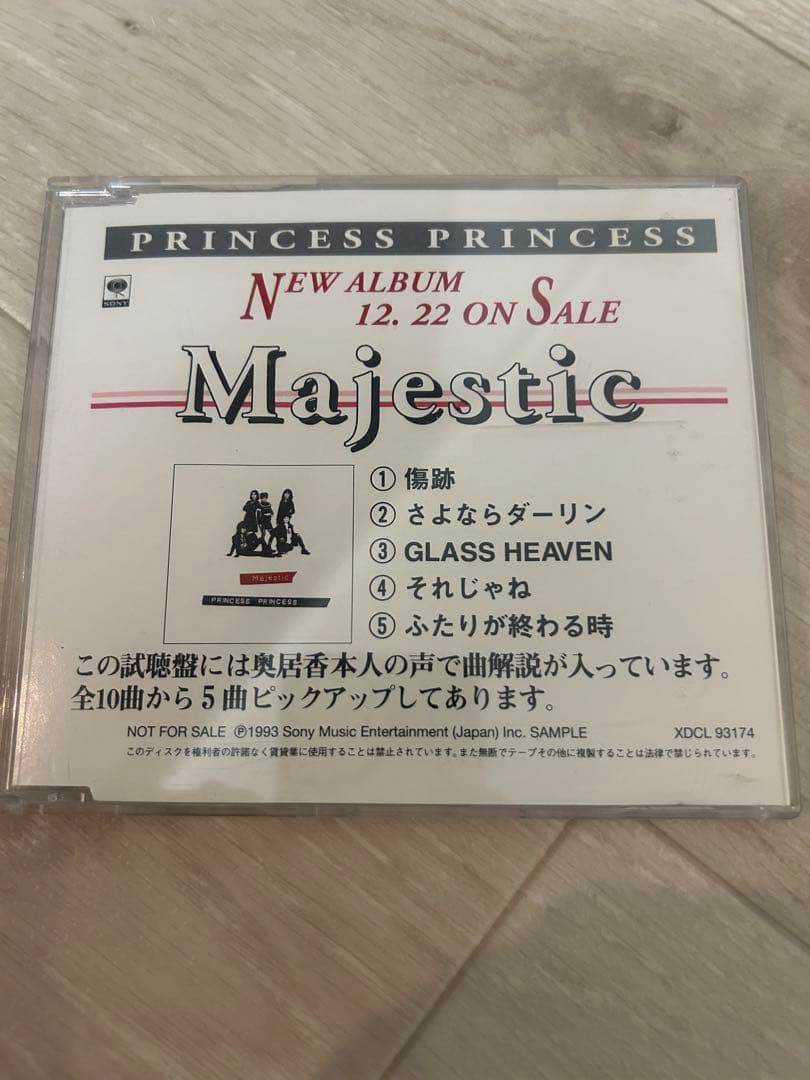 PRINCESS PRINCESS
SONY
NEW ALBUM
12. 22 ON SALE
Majestic
① 傷跡
② さよならダーリン
③ GLASS HEAVEN
④ それじゃね
⑤ ふたりが終わる時
Majestic
PRINCESS PRINCESS
この試聴盤には奥居香本人の声で曲解説が入っています。
全10曲から5曲ピックアップしてあります。
NOT FOR SALE Ⓟ1993 Sony Music Entertainment (Japan) Inc. SAMPLE XDCL 93174
このディスクを権利者の許諾なく賃貸業に使用することは禁止されています。また無断でテープその他に複製することは法律で禁じられています。